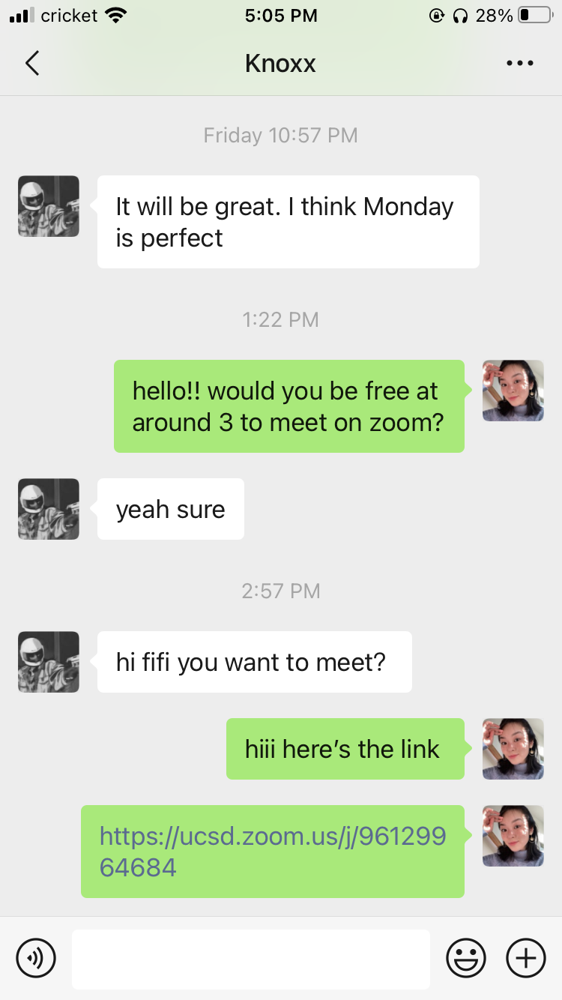 cricket 5:05 PM 28%
Knoxx
Friday 10:57 PM
It will be great. I think Monday
is perfect
1:22 PM
hello!! would you be free at
around 3 to meet on zoom?
yeah sure
2:57 PM
hi fifi you want to meet?
hiii here’s the link
https://ucsd.zoom.us/j/961299
64684